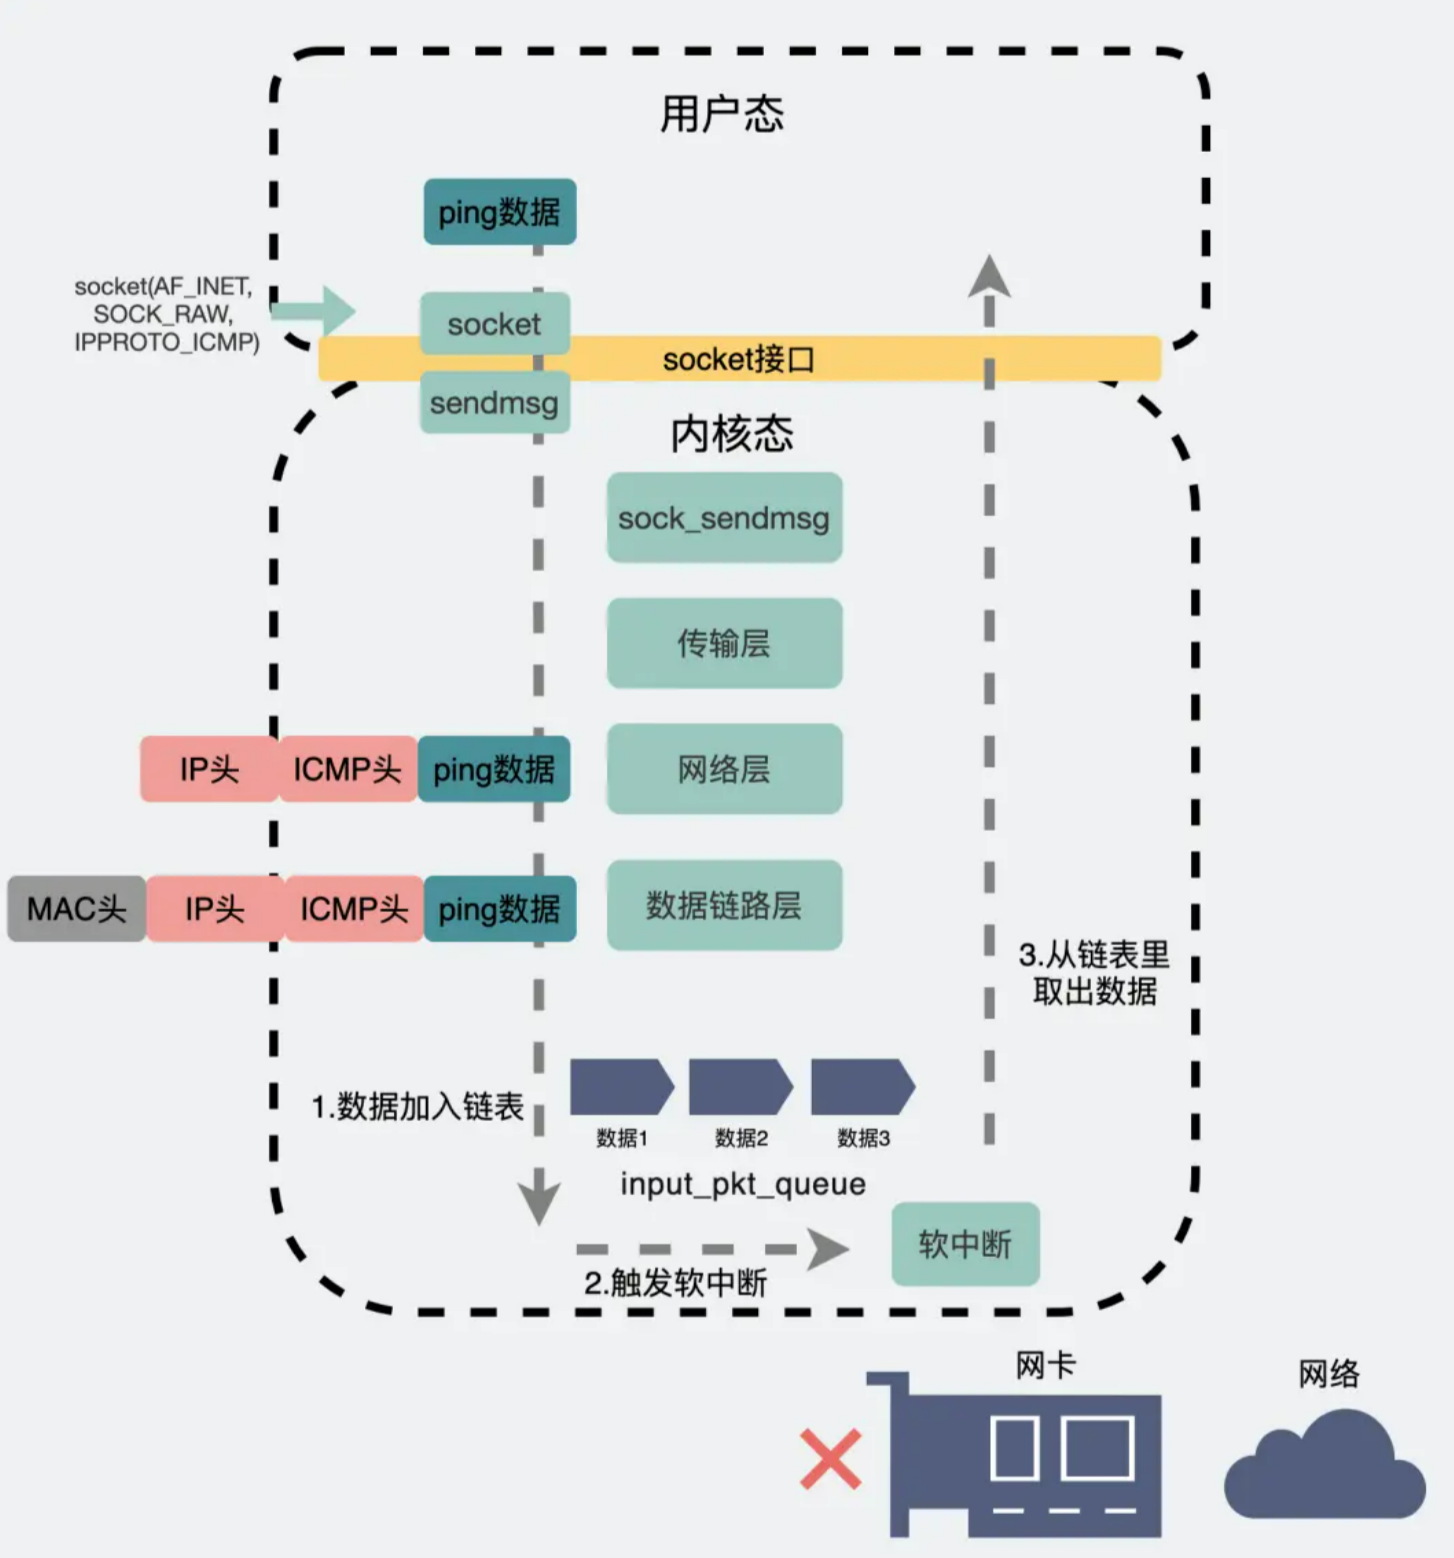 用户态
ping数据
socket(AF_INET,
SOCK_RAW,
IPPROTO_ICMP)
socket
socket接口
sendmsg
内核态
sock_sendmsg
传输层
IP头
ICMP头
ping数据
网络层
MAC头
IP头
ICMP头
ping数据
数据链路层
3.从链表里
取出数据
1.数据加入链表
数据1
数据2
数据3
input_pkt_queue
软中断
2.触发软中断
网卡
网络